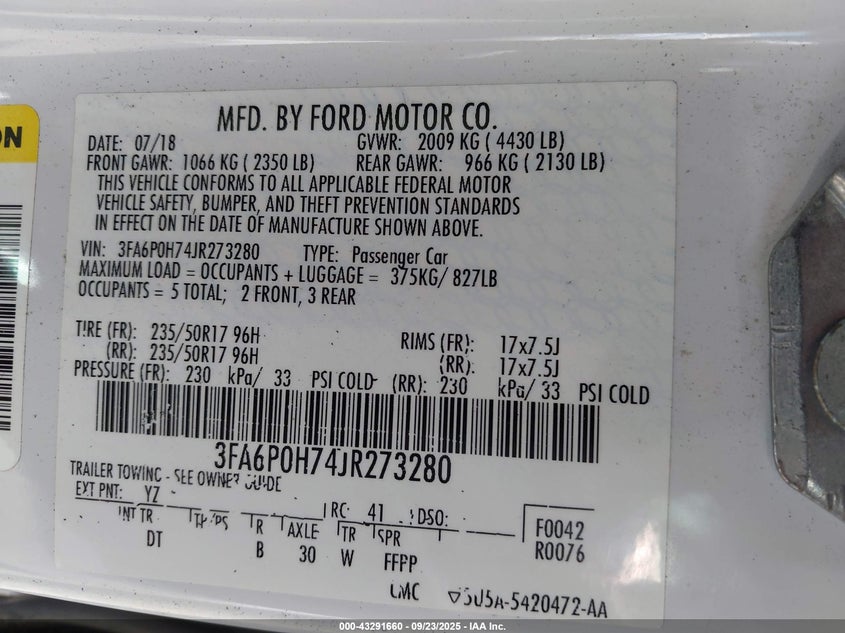 ON
MFD. BY FORD MOTOR CO.
DATE: 07/18 GVWR: 2009 KG ( 4430 LB)
FRONT GAWR: 1066 KG ( 2350 LB) REAR GAWR: 966 KG ( 2130 LB)
THIS VEHICLE CONFORMS TO ALL APPLICABLE FEDERAL MOTOR
VEHICLE SAFETY, BUMPER, AND THEFT PREVENTION STANDARDS
IN EFFECT ON THE DATE OF MANUFACTURE SHOWN ABOVE.
VIN: 3FA6P0H74JR273280 TYPE: Passenger Car
MAXIMUM LOAD = OCCUPANTS + LUGGAGE = 375KG/ 827LB
OCCUPANTS = 5 TOTAL; 2 FRONT, 3 REAR
TIRE (FR): 235/50R17 96H RIMS (FR): 17x7.5J
(RR): 235/50R17 96H (RR): 17x7.5J
PRESSURE (FR): 230 kPa/ 33 PSI COLD (RR): 230 kPa/ 33 PSI COLD
3FA6P0H74JR273280
TRAILER TOWING - SEE OWNER GUIDE
EXT PNT: YZ RC: 41 DSO: F0042
INT TR TR AXLE TR SPR R0076
DT B 30 W FFPP
5U5A-5420472-AA
000-43291660 - 09/23/2025 - IAA Inc.